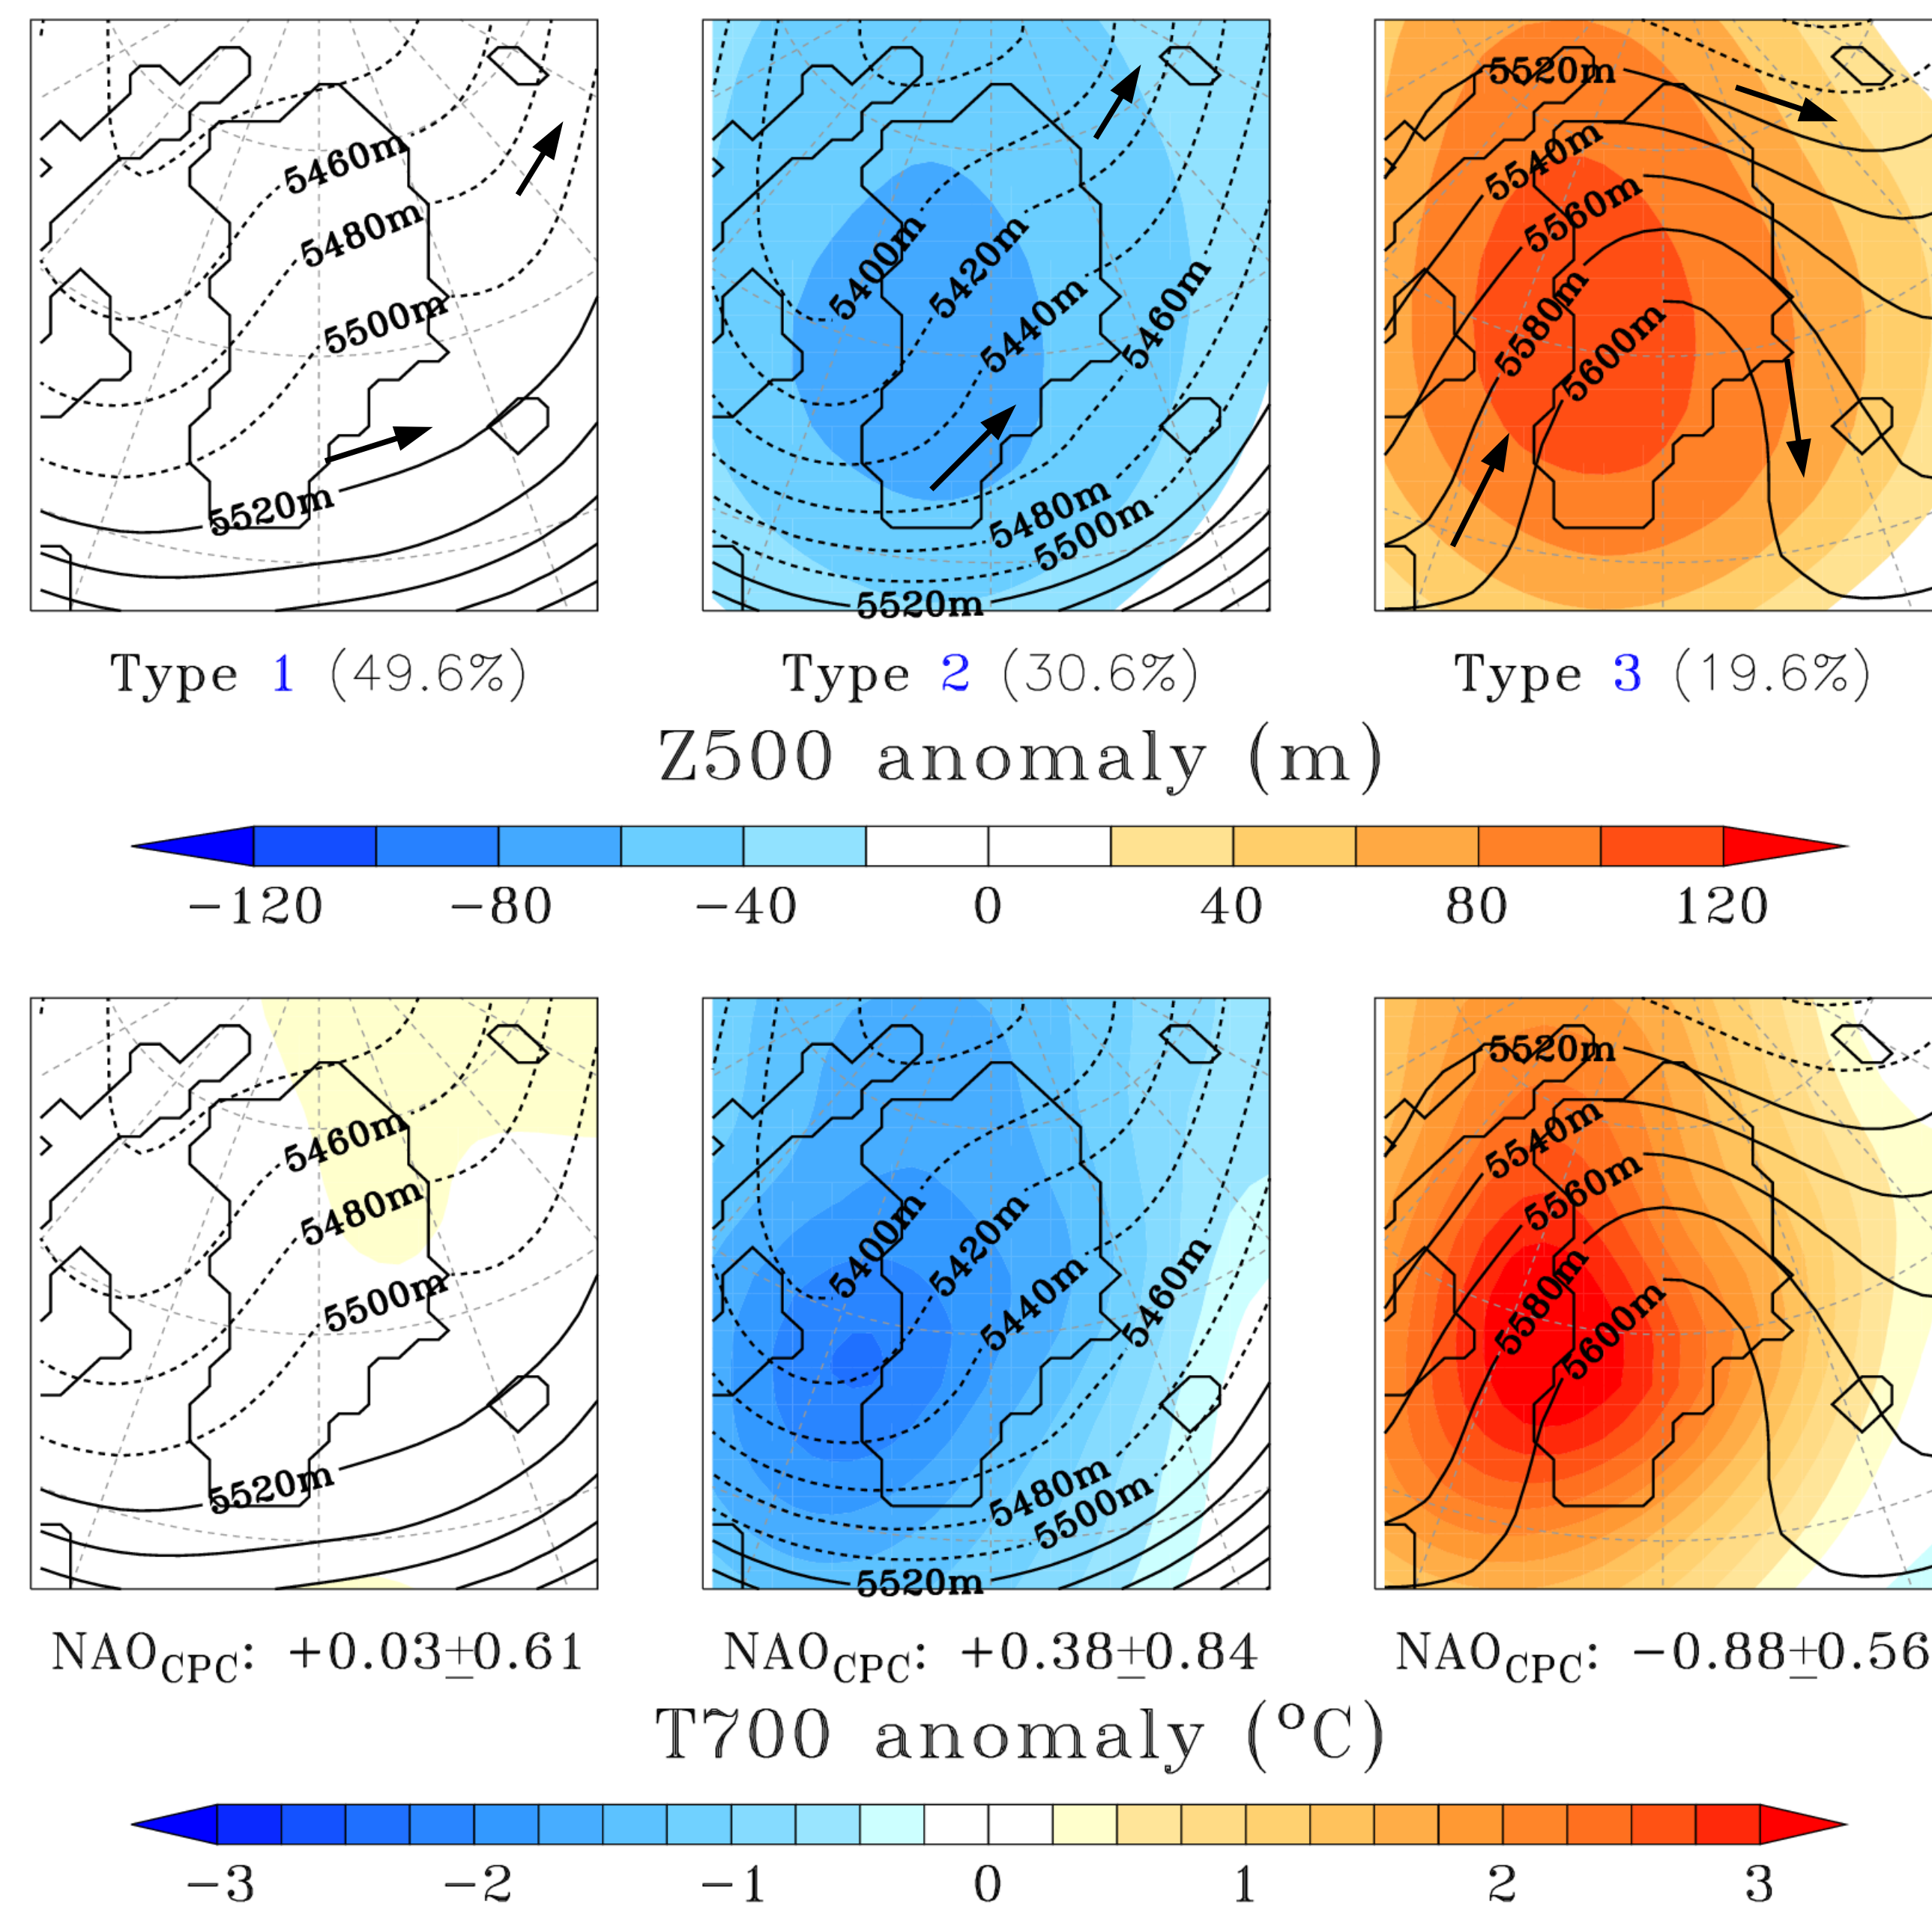 5460m
5480m
5500m
5520m
5400m
5420m
5440m
5460m
5480m
5500m
5520m
5520m
5540m
5560m
5580m
5600m
Type 1 (49.6%)
Type 2 (30.6%)
Type 3 (19.6%)
Z500 anomaly (m)
−120 −80 −40 0 40 80 120
5460m
5480m
5500m
5520m
5400m
5420m
5440m
5460m
5480m
5500m
5520m
5520m
5540m
5560m
5580m
5600m
NAOCPC: +0.03±0.61
NAOCPC: +0.38±0.84
NAOCPC: −0.88±0.56
T700 anomaly (ºC)
−3 −2 −1 0 1 2 3